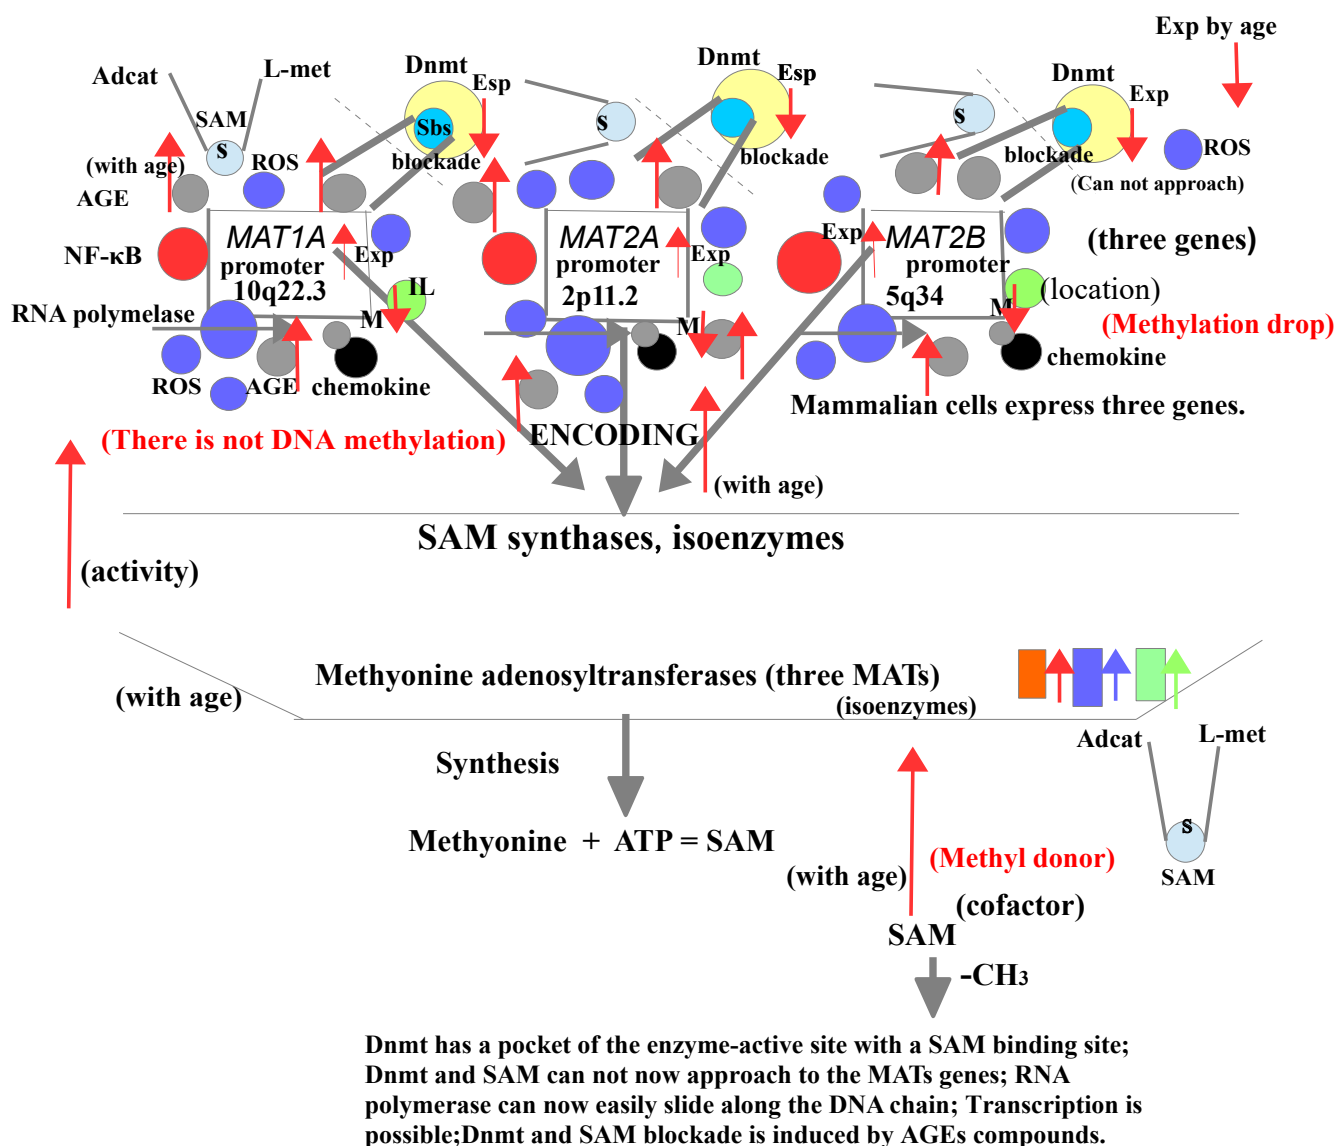 Exp by age
Adcat
L-met
Dnmt
Esp
Dnmt
Esp
Dnmt
Exp
SAM
s
Sbs
s
s
(with age)
ROS
blockade
blockade
blockade
ROS
AGE
(Can not approach)
NF-κB
MAT1A
promoter
10q22.3
Exp
MAT2A
promoter
2p11.2
Exp
Exp
MAT2B
promoter
5q34
(three genes)
IL
M
M
M
(location)
RNA polymelase
(Methylation drop)
ROS
AGE
chemokine
chemokine
Mammalian cells express three genes.
(There is not DNA methylation)
ENCODING
(with age)
SAM synthases, isoenzymes
(activity)
Methyonine adenosyltransferases (three MATs)
(with age)
(isoenzymes)
Adcat
L-met
Synthesis
s
Methyonine + ATP = SAM
(with age)
(Methyl donor)
SAM
(cofactor)
SAM
-CH3
Dnmt has a pocket of the enzyme-active site with a SAM binding site;
Dnmt and SAM can not now approach to the MATs genes; RNA
polymerase can now easily slide along the DNA chain; Transcription is
possible;Dnmt and SAM blockade is induced by AGEs compounds.